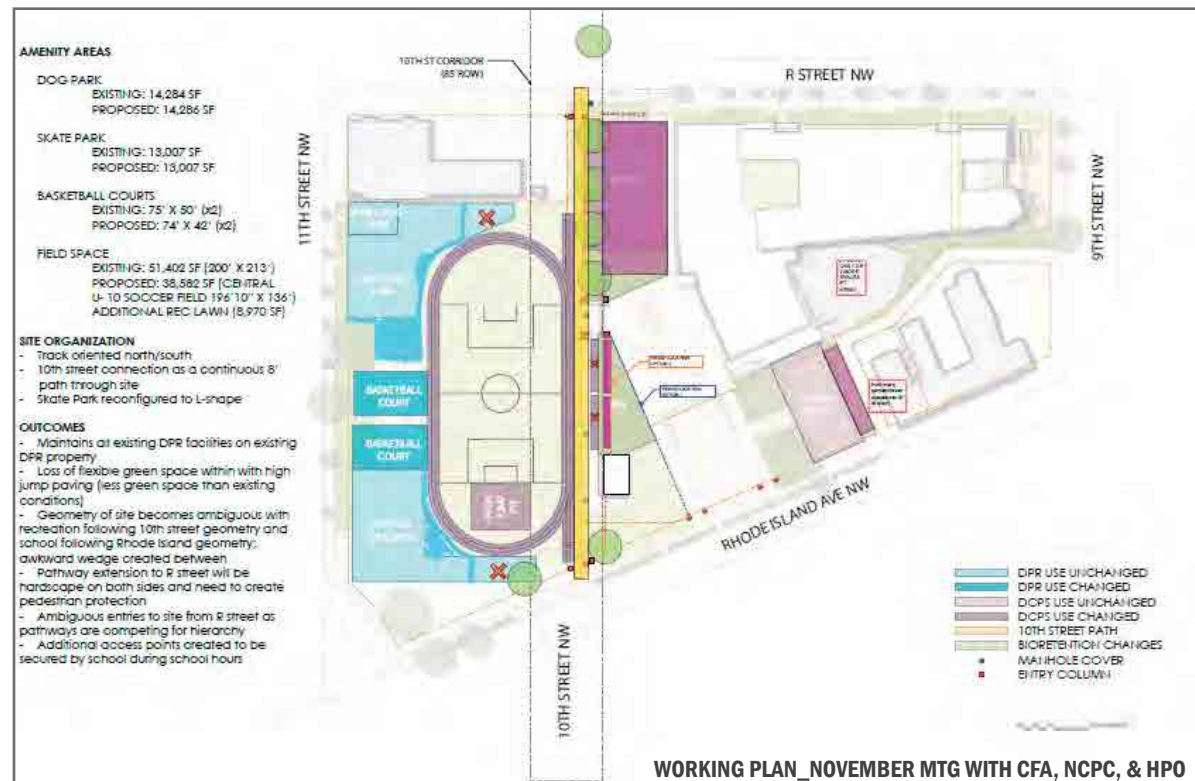 AMENITY AREAS
DOG PARK
EXISTING: 14,284 SF
PROPOSED: 14,286 SF
SKATE PARK
EXISTING: 13,007 SF
PROPOSED: 13,007 SF
BASKETBALL COURTS
EXISTING: 75' X 50' (x2)
PROPOSED: 74' X 42' (x2)
FIELD SPACE
EXISTING: 51,402 SF (200' X 213')
PROPOSED: 38,582 SF (CENTRAL
U- 10 SOCCER FIELD 196'10" X 136')
ADDITIONAL REC LAWN (8,970 SF)
SITE ORGANIZATION
- Track oriented north/south
- 10th street connection as a continuous 8'
path through site
- Skate Park reconfigured to L-shape
OUTCOMES
- Maintains all existing DPR facilities on existing
DPR property
- Loss of flexible green space within with high
jump paving (less green space than existing
conditions)
- Geometry of site becomes ambiguous with
recreation following 10th street geometry and
school following Rhode Island geometry;
awkward wedge created between
- Pathway extension to R street will be
hardscape on both sides and need to create
pedestrian protection
- Ambiguous entries to site from R street as
pathways are competing for hierarchy
- Additional access points created to be
secured by school during school hours
10TH ST CORRIDOR
(85' ROW)
R STREET NW
11TH STREET NW
9TH STREET NW
BASKETBALL
COURT
BASKETBALL
COURT
RHODE ISLAND AVE NW
10TH STREET NW
DPR USE UNCHANGED
DPR USE CHANGED
DCPS USE UNCHANGED
DCPS USE CHANGED
10TH STREET PATH
BIORETENTION CHANGES
MANHOLE COVER
ENTRY COLUMN
WORKING PLAN_NOVEMBER MTG WITH CFA, NCPC, & HPO